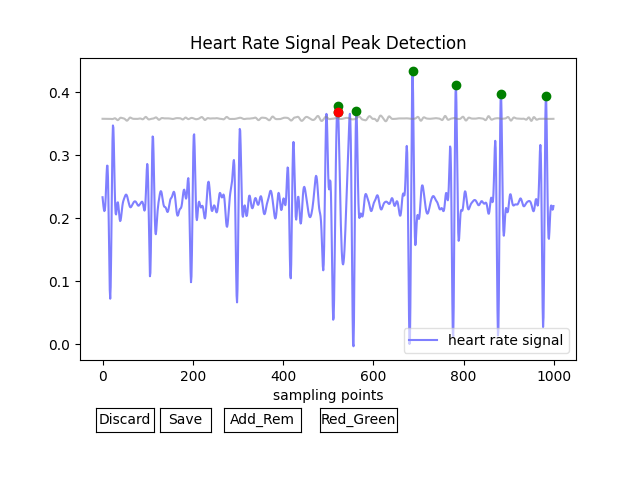 Heart Rate Signal Peak Detection
0.4
0.3
0.2
0.1
0.0
heart rate signal
0 200 400 600 800 1000
sampling points
Discard Save Add_Rem Red_Green